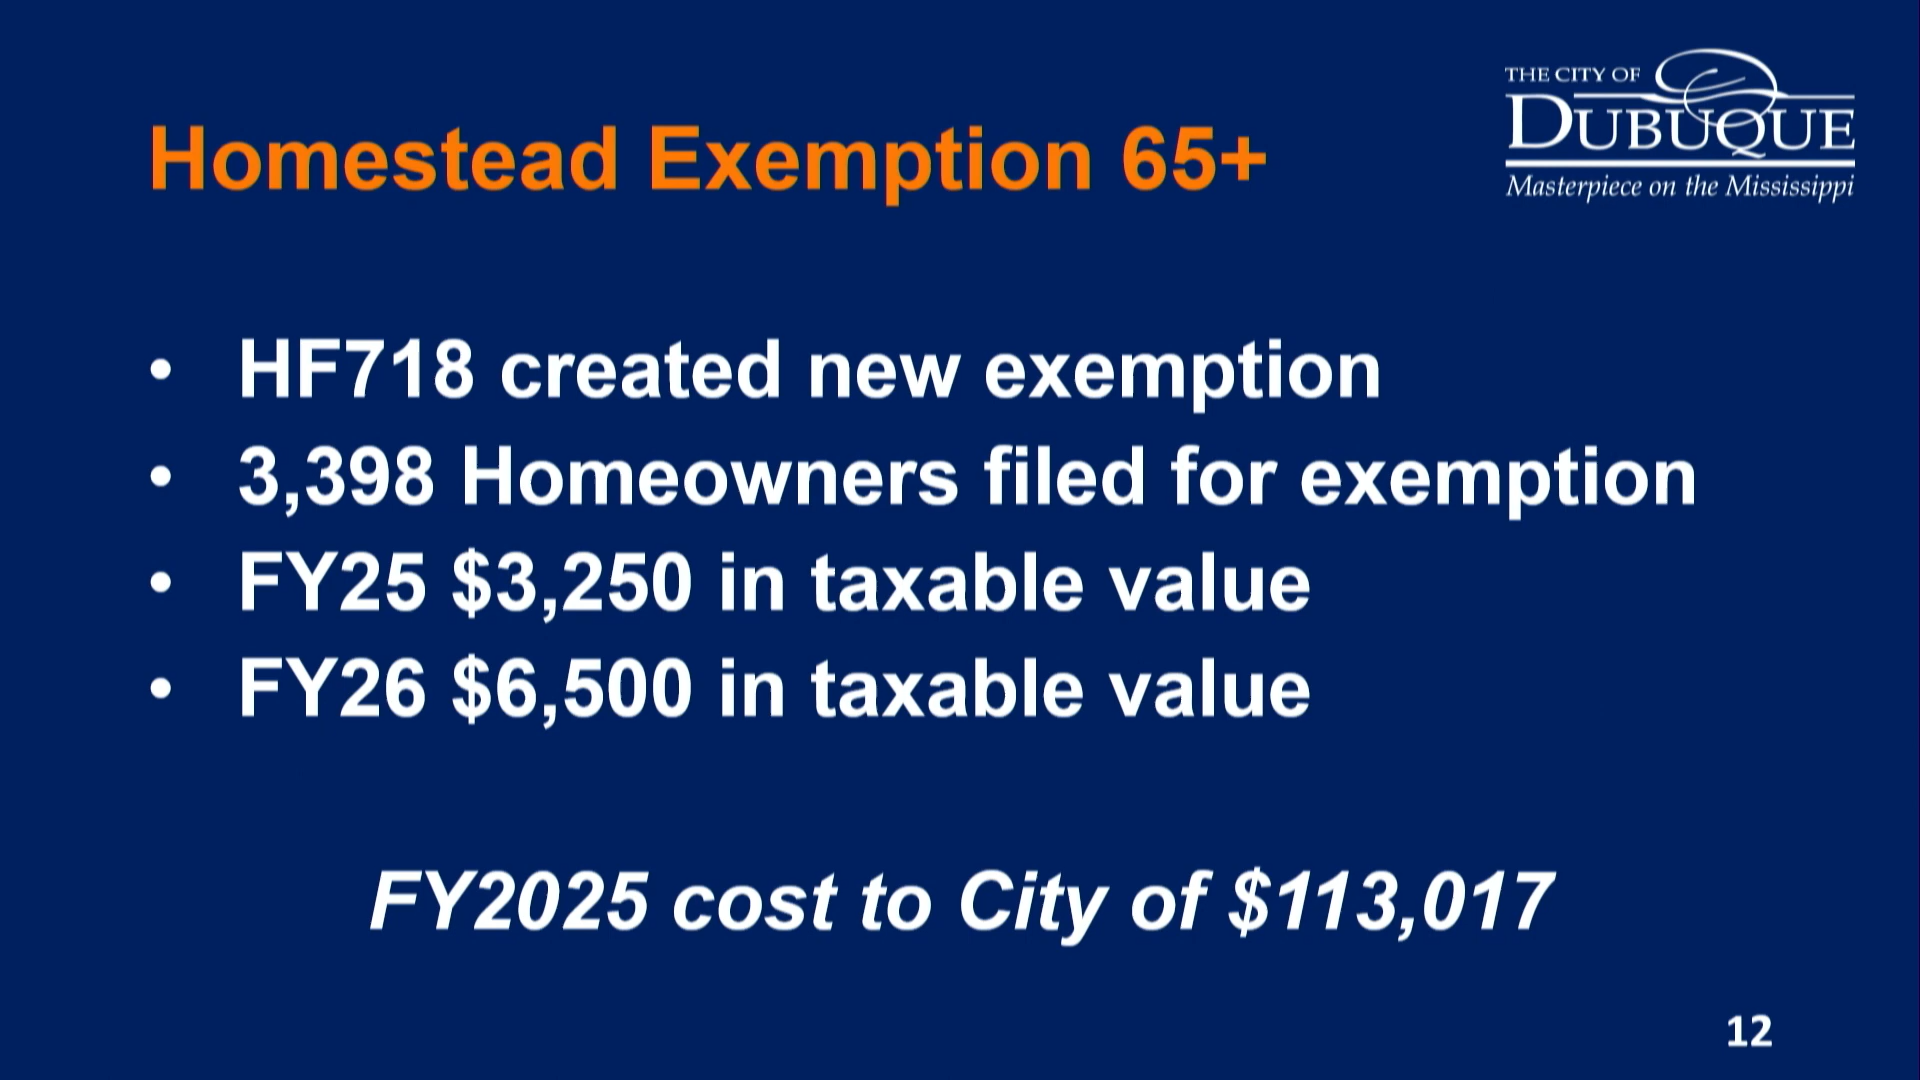 THE CITY OF
DUBUQUE
Masterpiece on the Mississippi
Homestead Exemption 65+
• HF718 created new exemption
• 3,398 Homeowners filed for exemption
• FY25 $3,250 in taxable value
• FY26 $6,500 in taxable value
FY2025 cost to City of $113,017
12